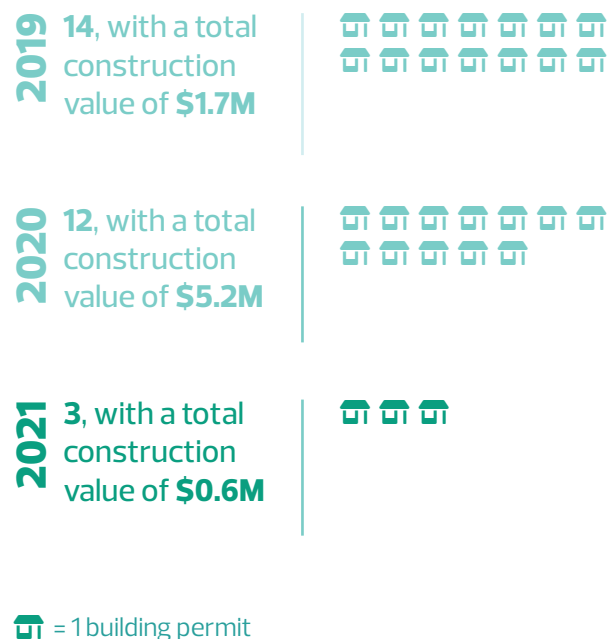 2019
14, with a total
construction
value of $1.7M
2020
12, with a total
construction
value of $5.2M
2021
3, with a total
construction
value of $0.6M
= 1 building permit